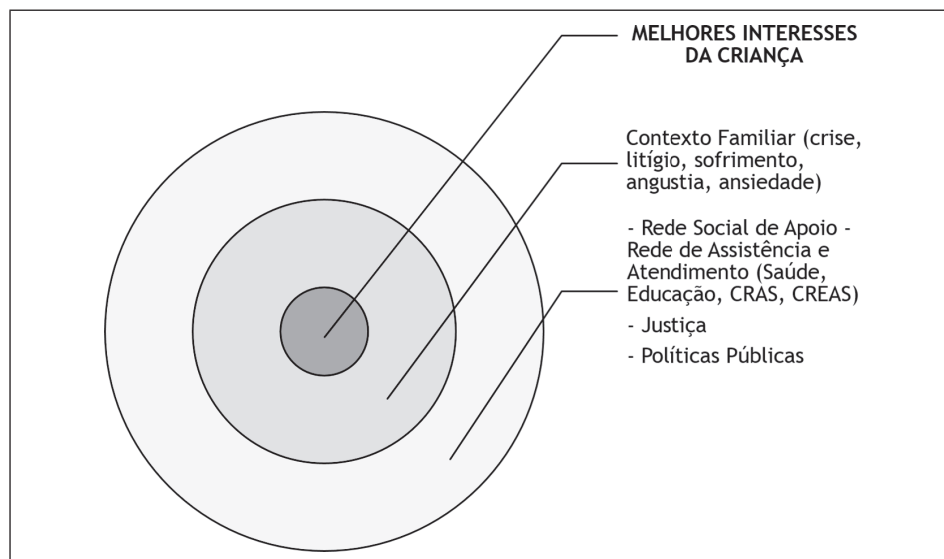 MELHORES INTERESSES
DA CRIANÇA
Contexto Familiar (crise,
litígio, sofrimento,
angustia, ansiedade)
- Rede Social de Apoio -
Rede de Assistência e
Atendimento (Saúde,
Educação, CRAS, CREAS)
- Justiça
- Políticas Públicas